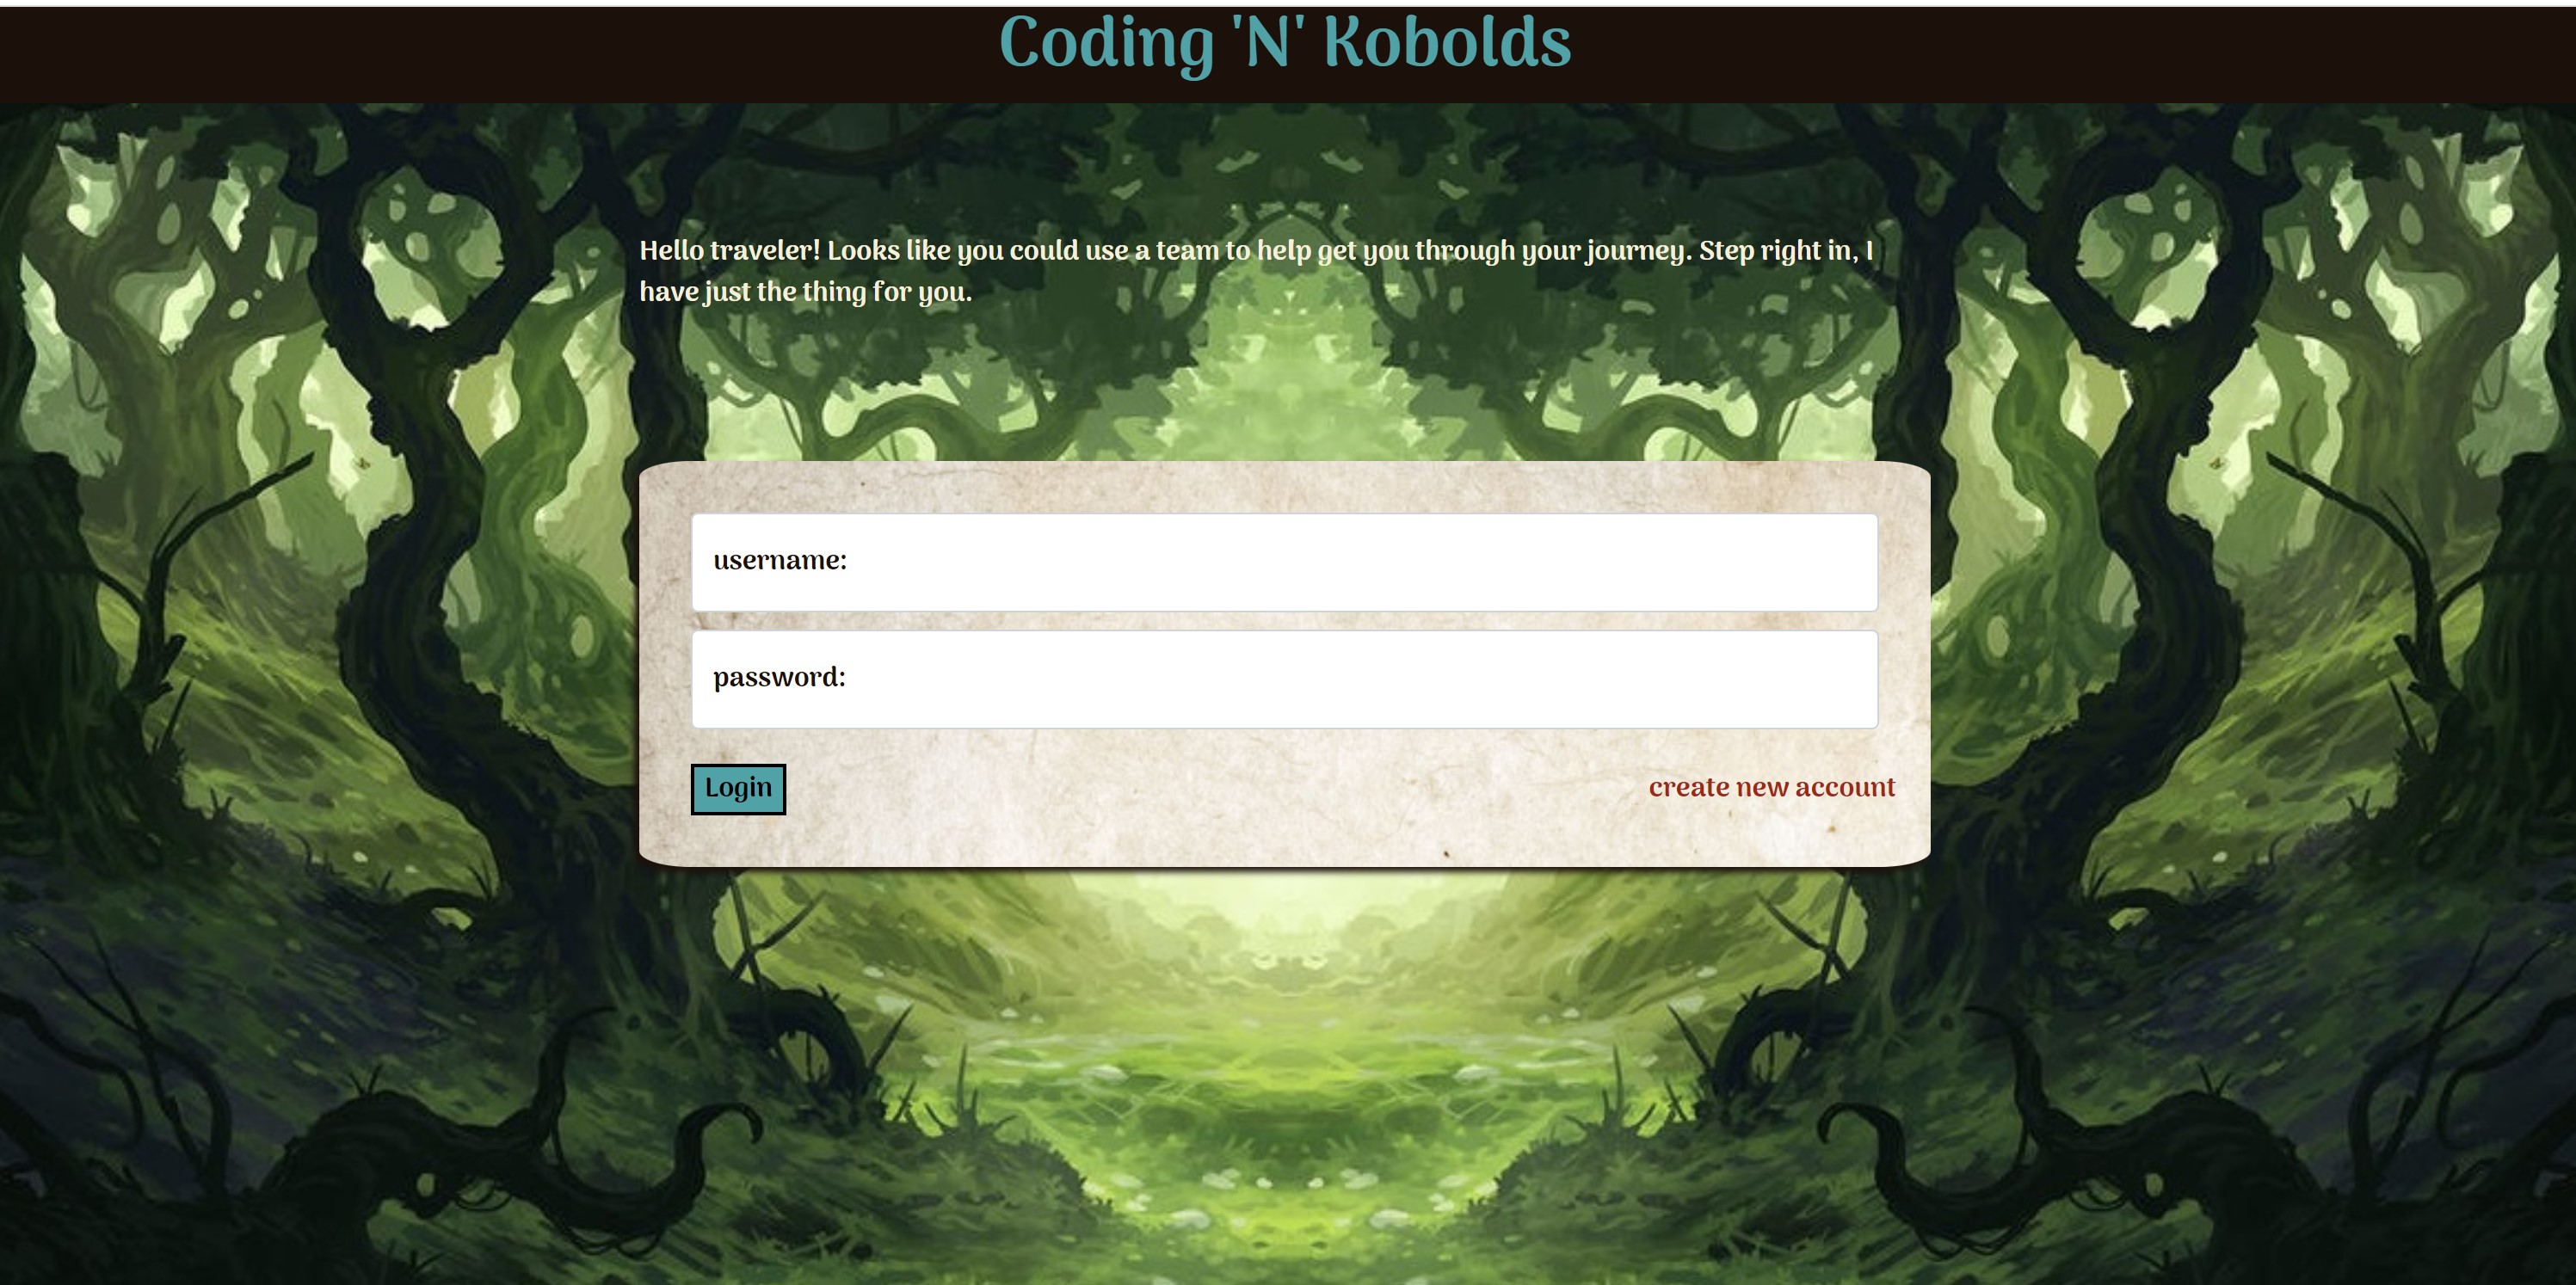 Coding 'N' Kobolds
Hello traveler! Looks like you could use a team to help get you through your journey. Step right in, I
have just the thing for you.
username:
password:
Login
create new account